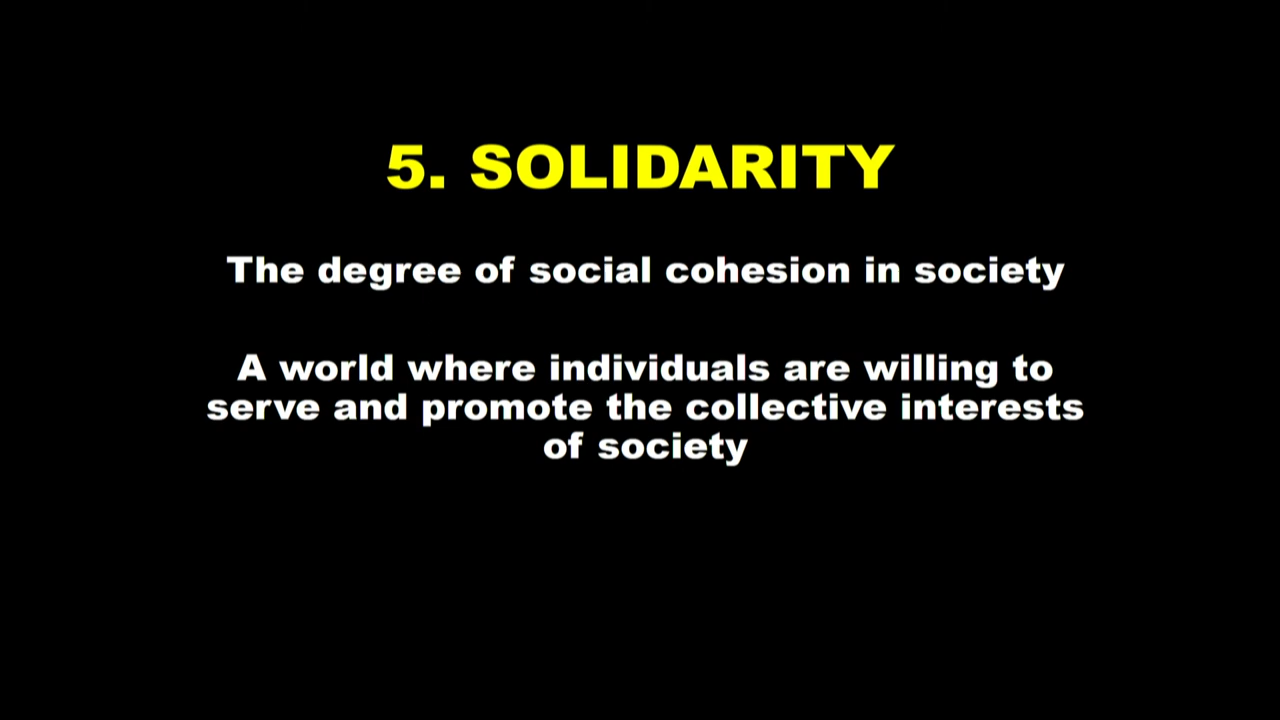 5. SOLIDARITY
The degree of social cohesion in society
A world where individuals are willing to
serve and promote the collective interests
of society